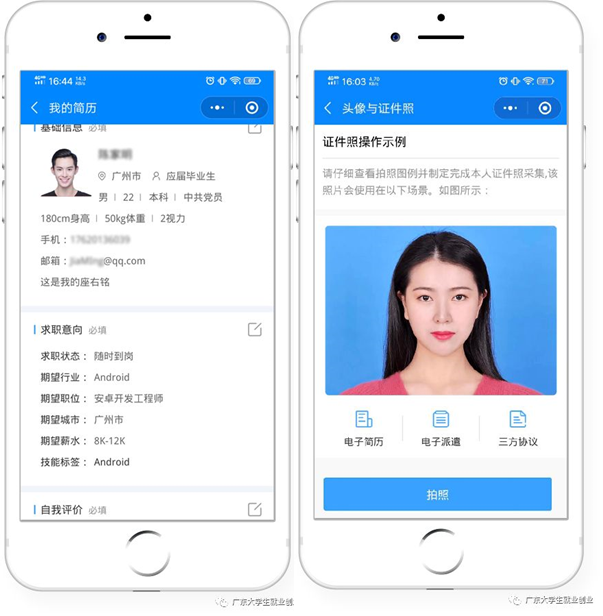 16:44
我的简历
基础信息 必填
广州市 应届毕业生
男 22 本科 中共党员
180cm身高 50kg体重 2视力
手机：
邮箱： @qq.com
这是我的座右铭
求职意向 必填
求职状态： 随时到岗
期望行业： Android
期望职位： 安卓开发工程师
期望城市： 广州市
期望薪水： 8K-12K
技能标签： Android
自我评价 必填
广东大学生就业创业
16:03
头像与证件照
证件照操作示例
请仔细查看拍照图例并制定完成本人证件照采集,该
照片会使用在以下场景。如图所示：
电子简历 电子派遣 三方协议
拍照
广东大学生就业创业